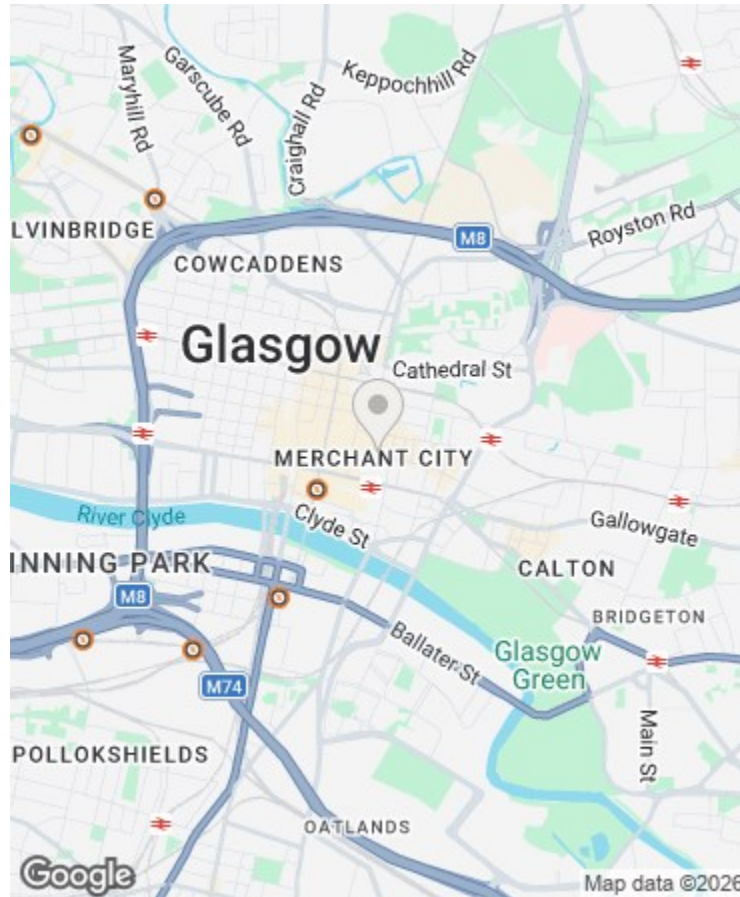 Maryhill Rd
Garscube Rd
Craighall Rd
Keppochhill Rd
Royston Rd
LVINBRIDGE
M8
COWCADDENS
Glasgow
Cathedral St
MERCHANT CITY
River Clyde
Clyde St
Gallowgate
INNING PARK
CALTON
M8
BRIDGETON
Ballater St
Glasgow
Green
M74
Main St
POLLOKSHIELDS
OATLANDS
Google
Map data ©2026